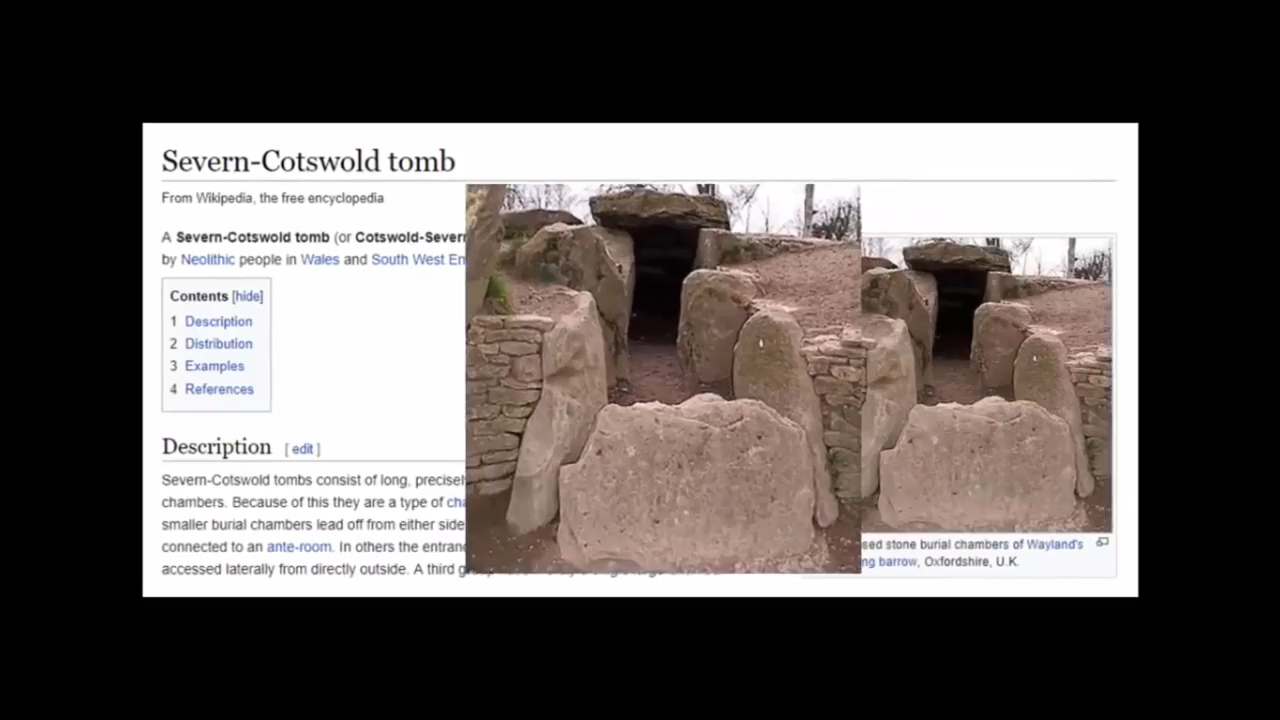 Severn-Cotswold tomb
From Wikipedia, the free encyclopedia
A Severn-Cotswold tomb (or Cotswold-Severn
by Neolithic people in Wales and South West En
Contents [hide]
1 Description
2 Distribution
3 Examples
4 References
Description [ edit ]
Severn-Cotswold tombs consist of long, precisel
chambers. Because of this they are a type of cha
smaller burial chambers lead off from either side
connected to an ante-room. In others the entranc
accessed laterally from directly outside. A third
sed stone burial chambers of Wayland's
ng barrow, Oxfordshire, U.K.